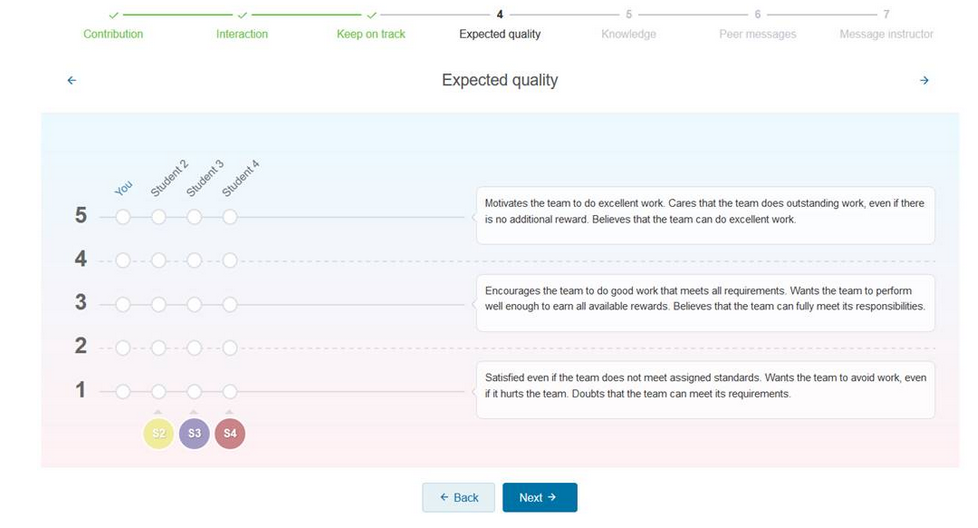 4 5 6 7
Contribution Interaction Keep on track Expected quality Knowledge Peer messages Message instructor
Expected quality
You Student 2 Student 3 Student 4
5
Motivates the team to do excellent work. Cares that the team does outstanding work, even if there
is no additional reward. Believes that the team can do excellent work.
4
3
Encourages the team to do good work that meets all requirements. Wants the team to perform
well enough to earn all available rewards. Believes that the team can fully meet its responsibilities.
2
1
Satisfied even if the team does not meet assigned standards. Wants the team to avoid work, even
if it hurts the team. Doubts that the team can meet its requirements.
S2 S3 S4
← Back Next →